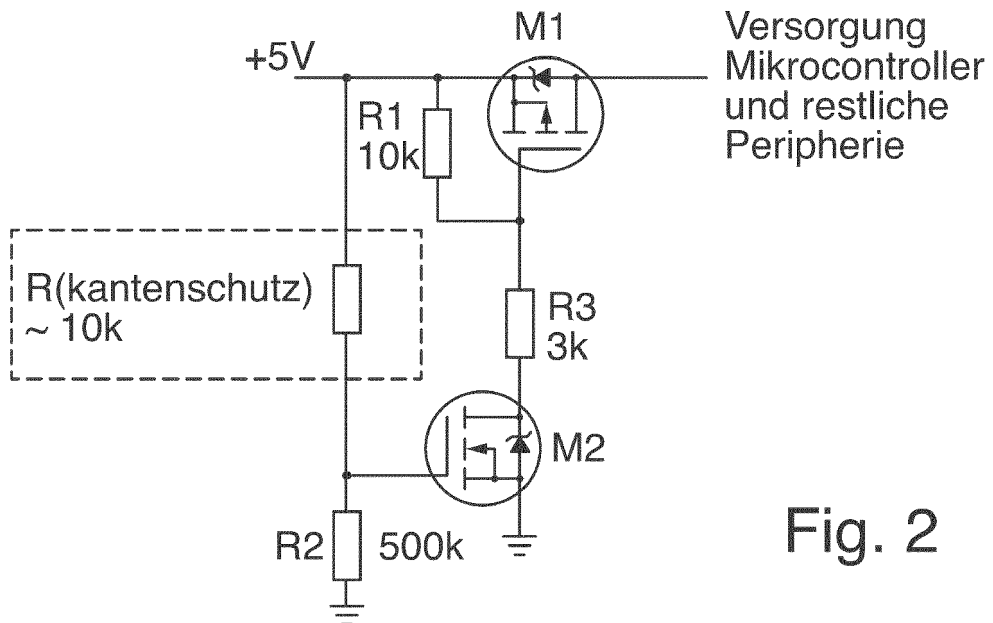 M1
+5V
Versorgung
Mikrocontroller
und restliche
Peripherie
R1
10k
R(kantenschutz)
~ 10k
R3
3k
M2
R2 500k
Fig. 2